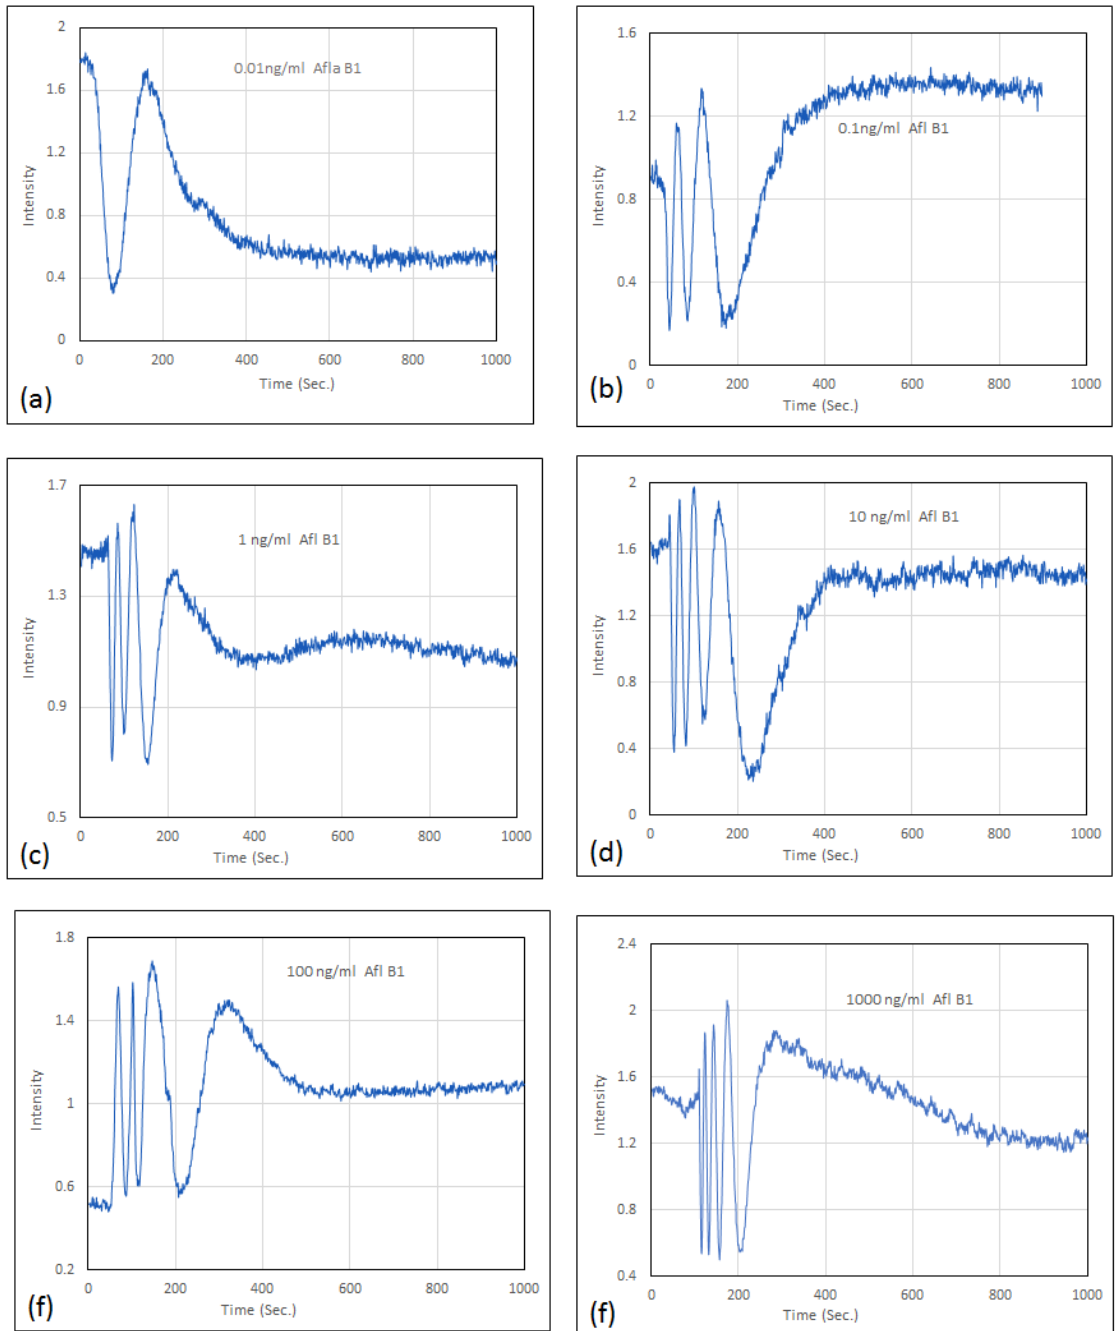 2
1.6
1.2
0.8
0.4
0
0.01ng/ml Afla B1
Intensity
0 200 400 600 800 1000
Time (Sec.)
(a)
1.6
1.2
0.8
0.4
0
0.1ng/ml Afl B1
Intensity
0 200 400 600 800 1000
Time (Sec.)
(b)
1.7
1.3
0.9
0.5
1 ng/ml Afl B1
Intensity
0 200 400 600 800 1000
Time (Sec.)
(c)
2
1.6
1.2
0.8
0.4
0
10 ng/ml Afl B1
Intensity
0 200 400 600 800 1000
Time (Sec.)
(d)
1.8
1.4
1
0.6
0.2
100 ng/ml Afl B1
Intensity
0 200 400 600 800 1000
Time (Sec.)
(f)
2.4
2
1.6
1.2
0.8
0.4
1000 ng/ml Afl B1
Intensity
0 200 400 600 800 1000
Time (Sec.)
(f)